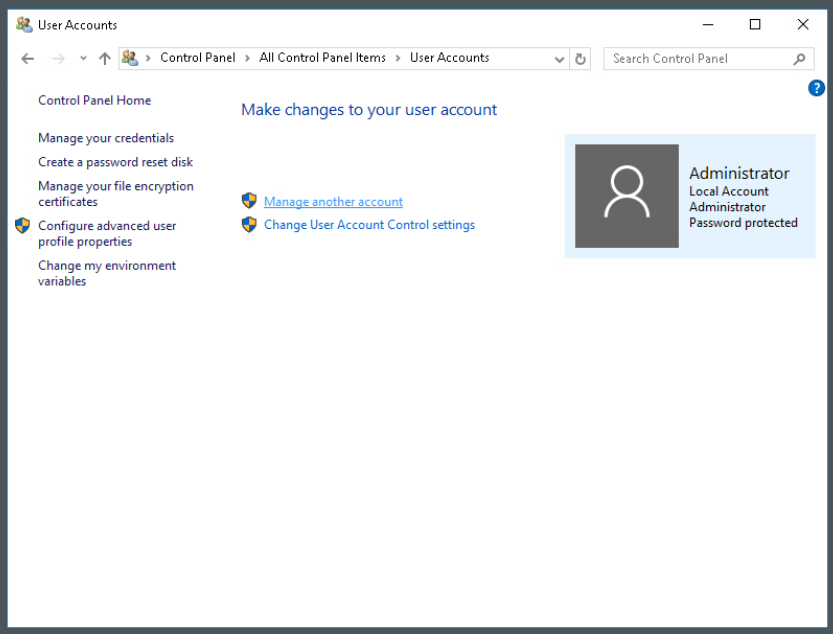 User Accounts
Control Panel > All Control Panel Items > User Accounts
Search Control Panel
?
Control Panel Home
Manage your credentials
Create a password reset disk
Manage your file encryption
certificates
Configure advanced user
profile properties
Change my environment
variables
Make changes to your user account
Manage another account
Change User Account Control settings
Administrator
Local Account
Administrator
Password protected